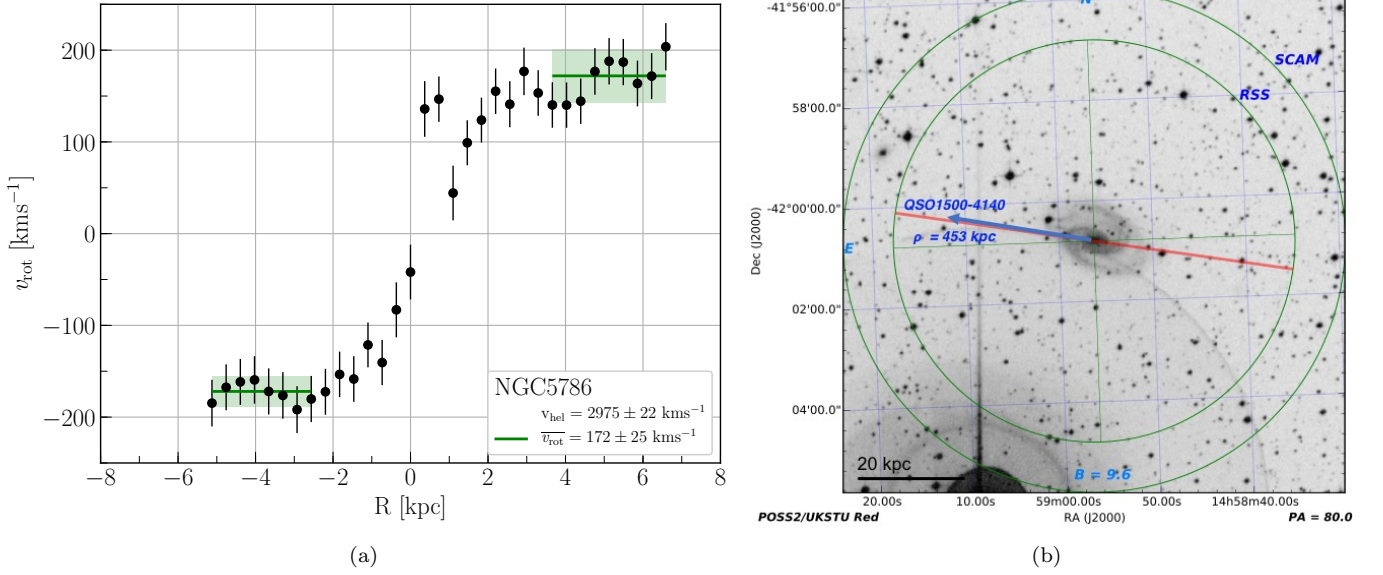 200
100
0
−100
−200
v_rot [kms⁻¹]
−8 −6 −4 −2 0 2 4 6 8
R [kpc]
NGC5786
v_hel = 2975 ± 22 kms⁻¹
v̅_rot = 172 ± 25 kms⁻¹
(a)
-41°56'00.0"
58'00.0"
-42°00'00.0"
02'00.0"
04'00.0"
Dec (J2000)
N
SCAM
RSS
QSO1500-4140
ρ = 453 kpc
E
20 kpc
B = 9.6
20.00s 10.00s 59m00.00s 50.00s 14h58m40.00s
POSS2/UKSTU Red RA (J2000) PA = 80.0
(b)